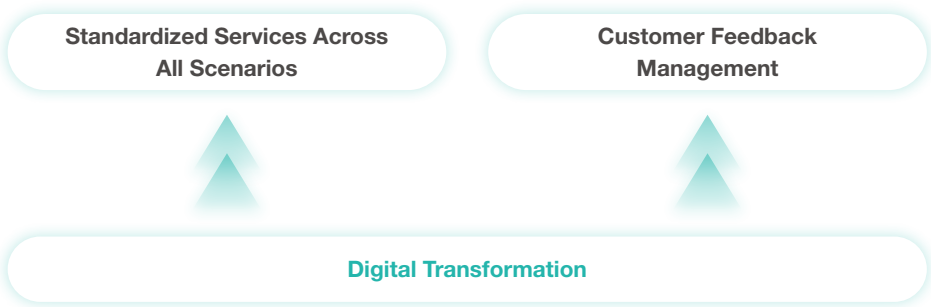 Standardized Services Across
All Scenarios
Customer Feedback
Management
Digital Transformation